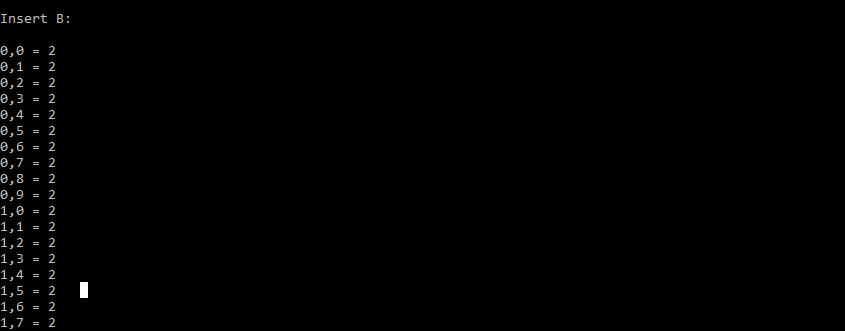 Insert B:
0,0 = 2
0,1 = 2
0,2 = 2
0,3 = 2
0,4 = 2
0,5 = 2
0,6 = 2
0,7 = 2
0,8 = 2
0,9 = 2
1,0 = 2
1,1 = 2
1,2 = 2
1,3 = 2
1,4 = 2
1,5 = 2
1,6 = 2
1,7 = 2